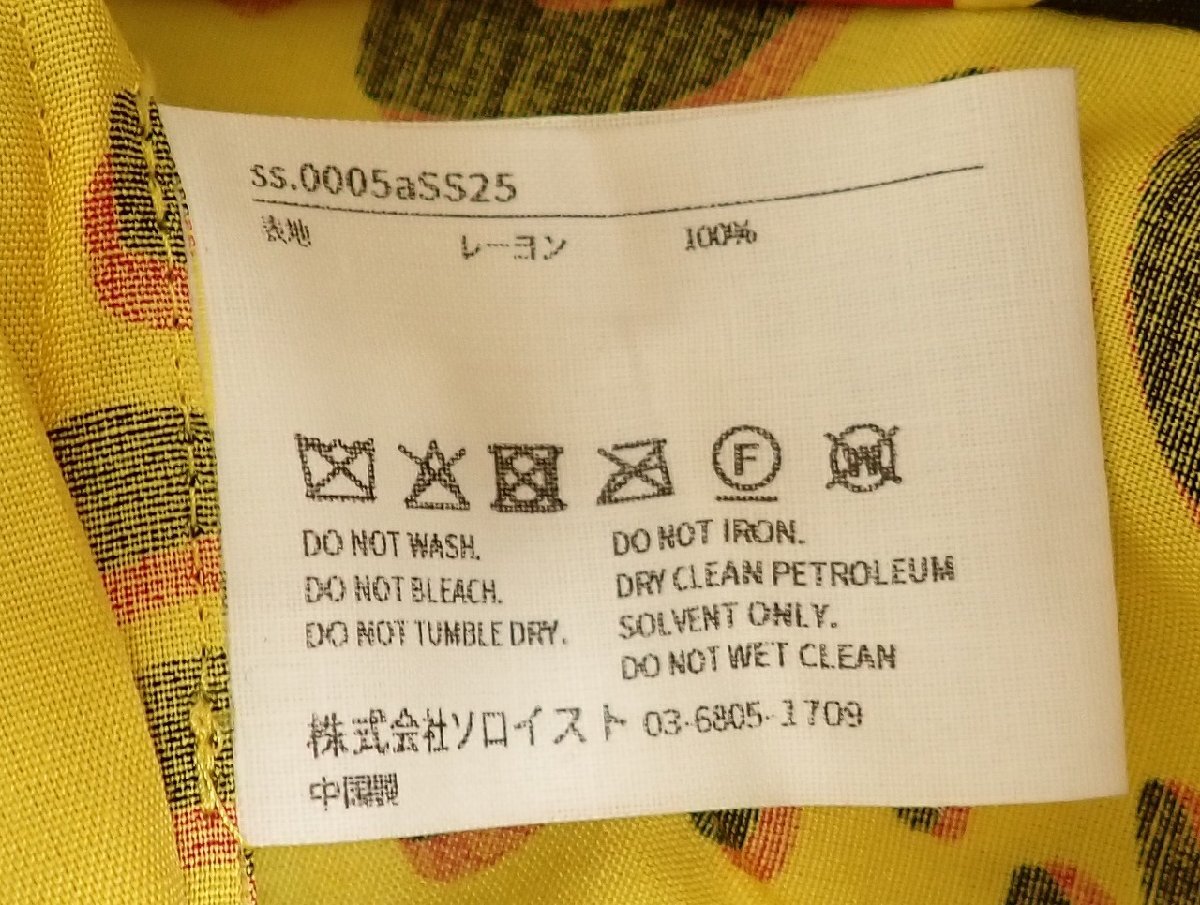 ss.0005aSS25
表地 レーヨン 100%
F W
DO NOT WASH.
DO NOT BLEACH.
DO NOT TUMBLE DRY.
DO NOT IRON.
DRY CLEAN PETROLEUM
SOLVENT ONLY.
DO NOT WET CLEAN
株式会社ソロイスト 03-6805-1709
中国製